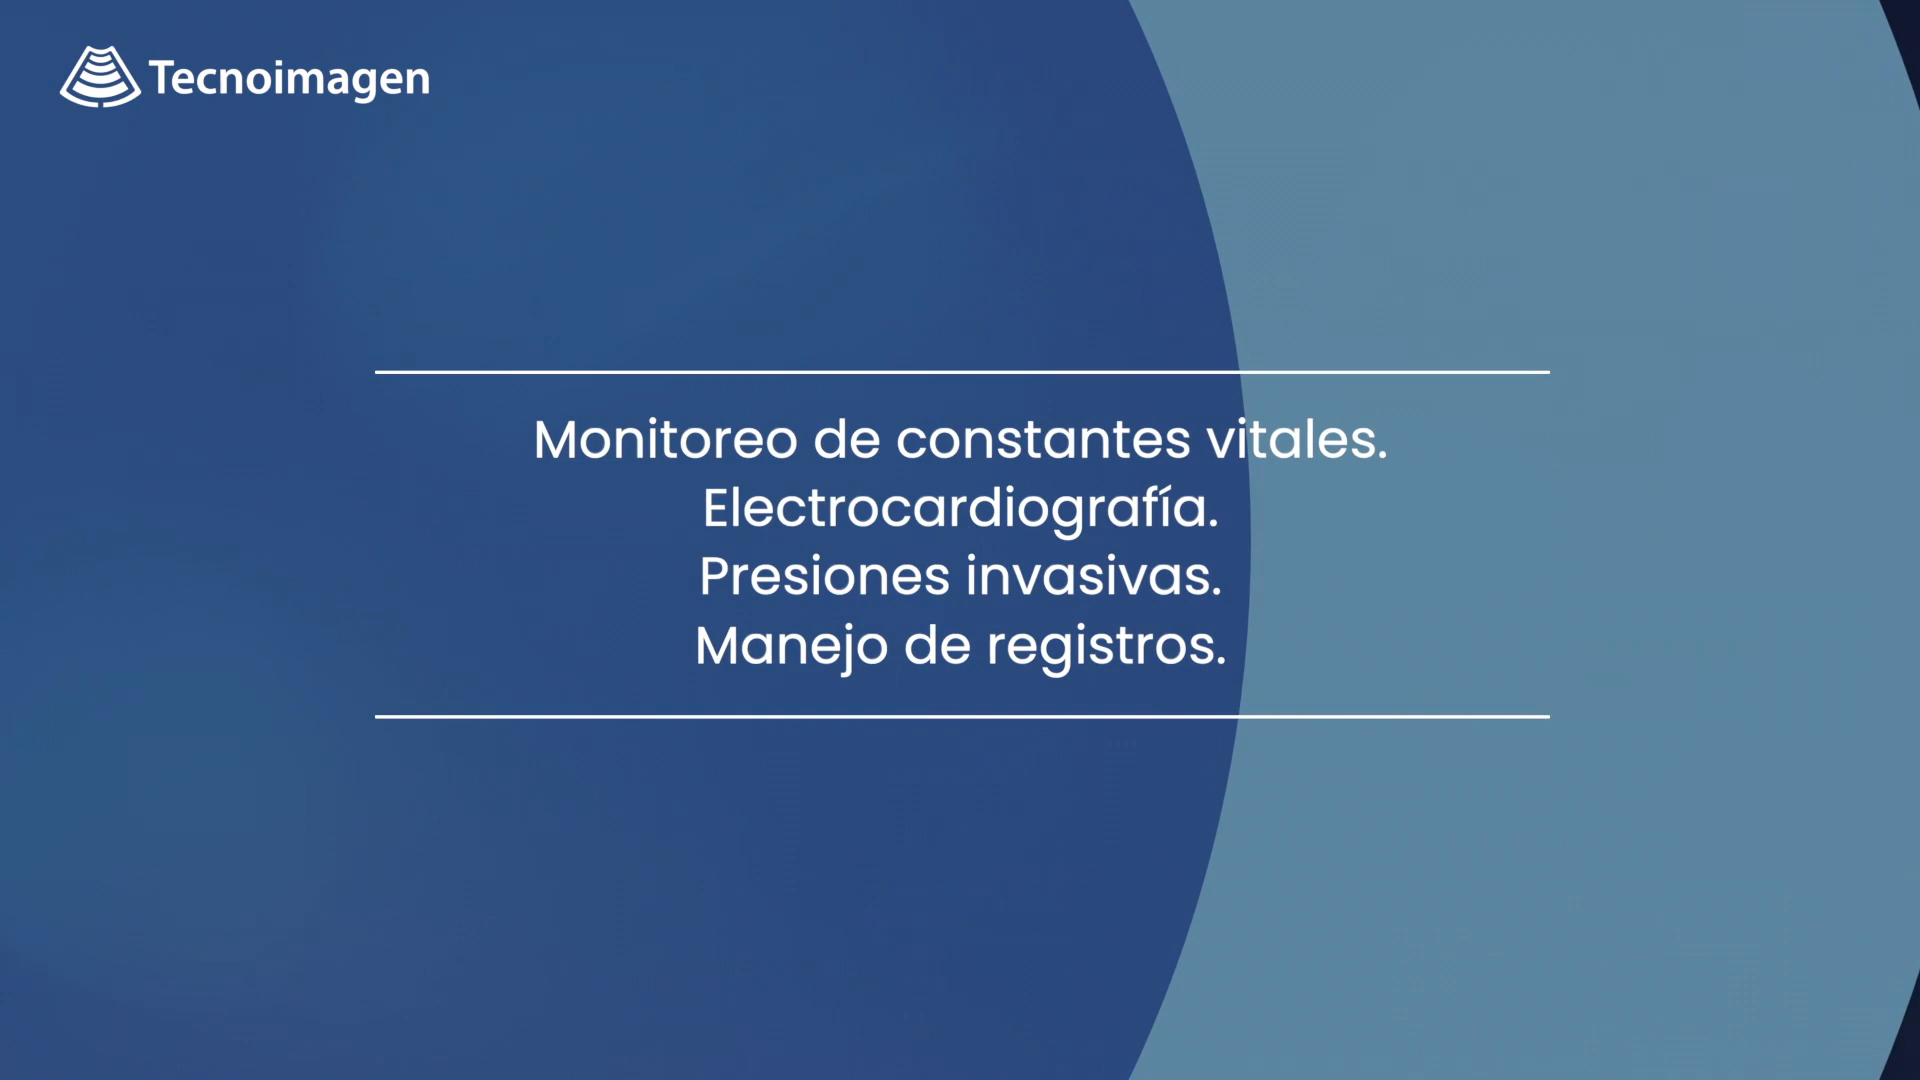 Tecnoimagen
Monitoreo de constantes vitales.
Electrocardiografía.
Presiones invasivas.
Manejo de registros.